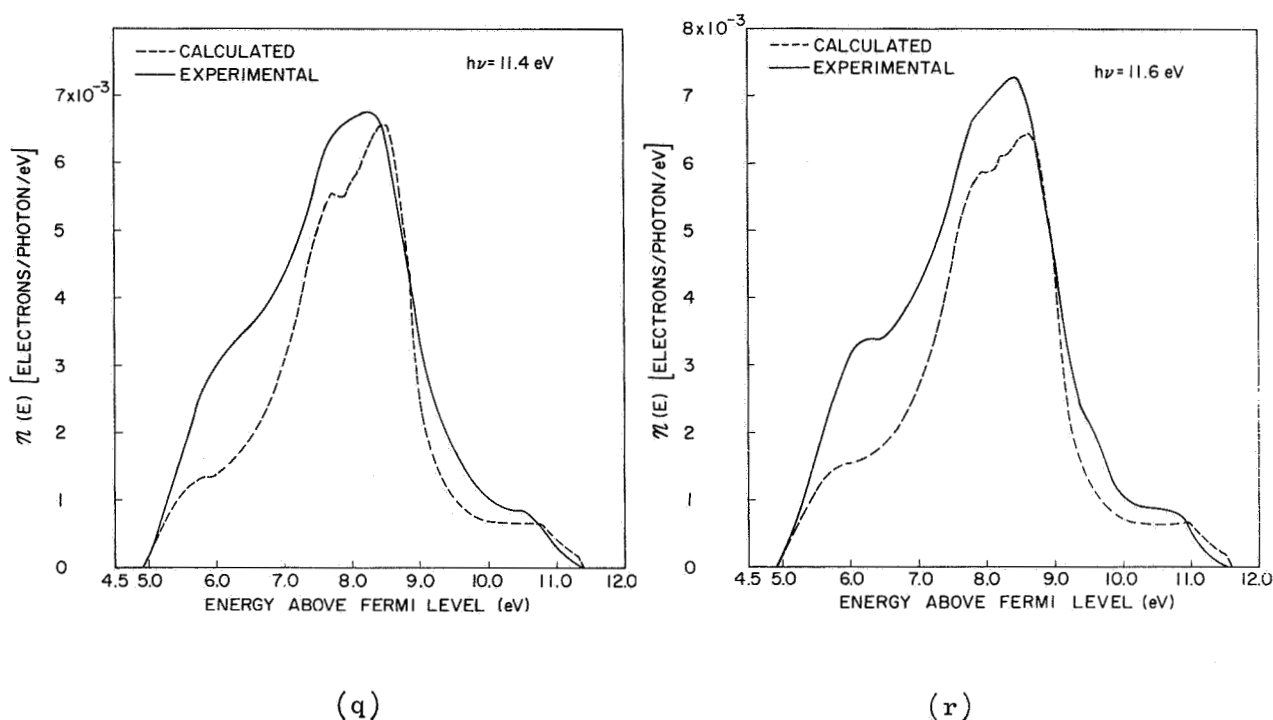 ---- CALCULATED
— EXPERIMENTAL
hν = 11.4 eV
7x10⁻³
6
5
4
3
2
1
0
4.5 5.0 6.0 7.0 8.0 9.0 10.0 11.0 12.0
η(E) [ELECTRONS/PHOTON/eV]
ENERGY ABOVE FERMI LEVEL (eV)
(q)
8x10⁻³
---- CALCULATED
— EXPERIMENTAL
hν = 11.6 eV
7
6
5
4
3
2
1
0
4.5 5.0 6.0 7.0 8.0 9.0 10.0 11.0 12.0
η(E) [ELECTRONS/PHOTON/eV]
ENERGY ABOVE FERMI LEVEL (eV)
(r)